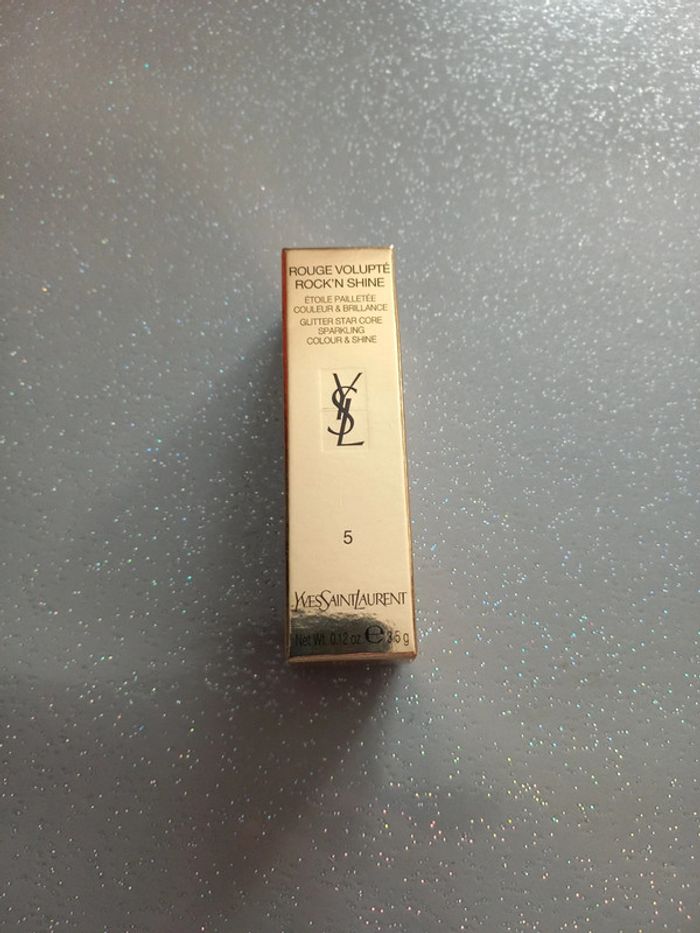 ROUGE VOLUPTÉ
ROCK'N SHINE
ÉTOILE PAILLETÉE
COULEUR & BRILLANCE
GLITTER STAR CORE
SPARKLING
COLOUR & SHINE
YSL
5
YVESSAINTLAURENT
Net Wt. 0.12 oz e 3.5 g